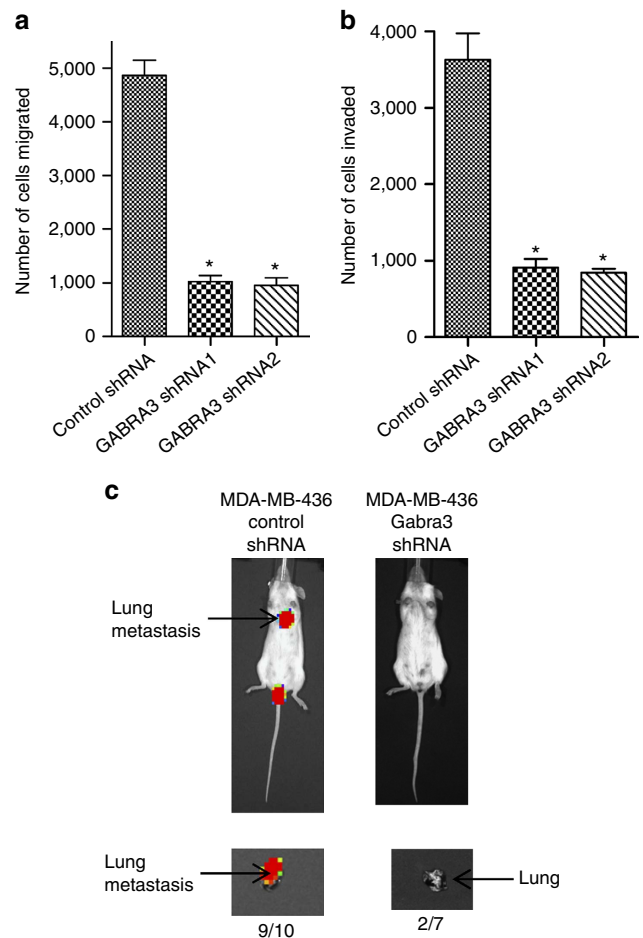 a
Number of cells migrated
5,000
4,000
3,000
2,000
1,000
0
*
*
Control shRNA
GABRA3 shRNA1
GABRA3 shRNA2
b
Number of cells invaded
4,000
3,000
2,000
1,000
0
*
*
Control shRNA
GABRA3 shRNA1
GABRA3 shRNA2
c
MDA-MB-436
control
shRNA
MDA-MB-436
Gabra3
shRNA
Lung
metastasis
Lung
metastasis
Lung
9/10
2/7